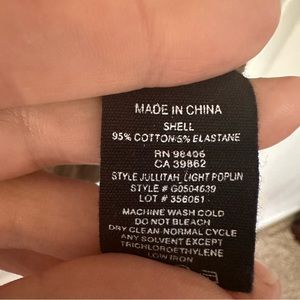 MADE IN CHINA
SHELL
95% COTTON 5% ELASTANE
RN 98406
CA 39862
STYLE JULLITAH, LIGHT POPLIN
STYLE # G0504639
LOT # 356051
MACHINE WASH COLD
DO NOT BLEACH
DRY CLEAN-NORMAL CYCLE
ANY SOLVENT EXCEPT
TRICHLOROETHYLENE
LOW IRON